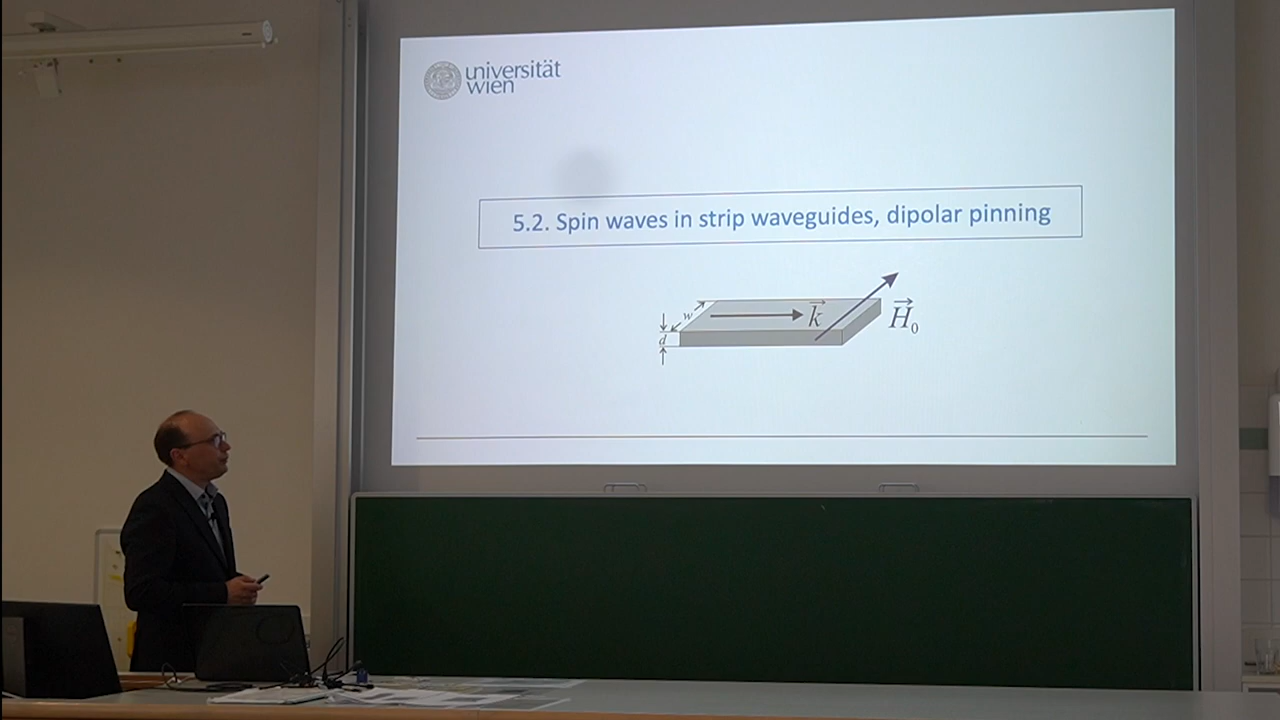 universität
wien
5.2. Spin waves in strip waveguides, dipolar pinning
w
k
H₀
d